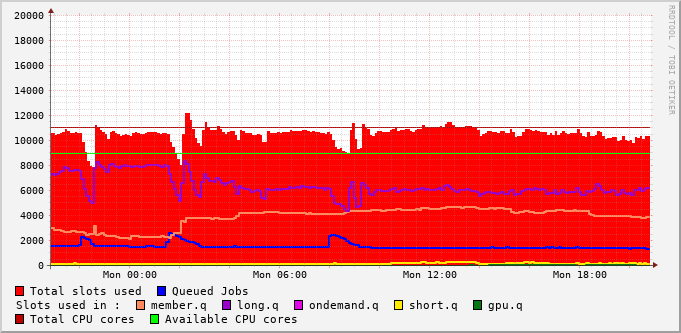 20000
18000
16000
14000
12000
10000
8000
6000
4000
2000
0
Mon 00:00 Mon 06:00 Mon 12:00 Mon 18:00
RRDTOOL / TOBI OETIKER
Total slots used Queued Jobs
Slots used in : member.q long.q ondemand.q short.q gpu.q
Total CPU cores Available CPU cores